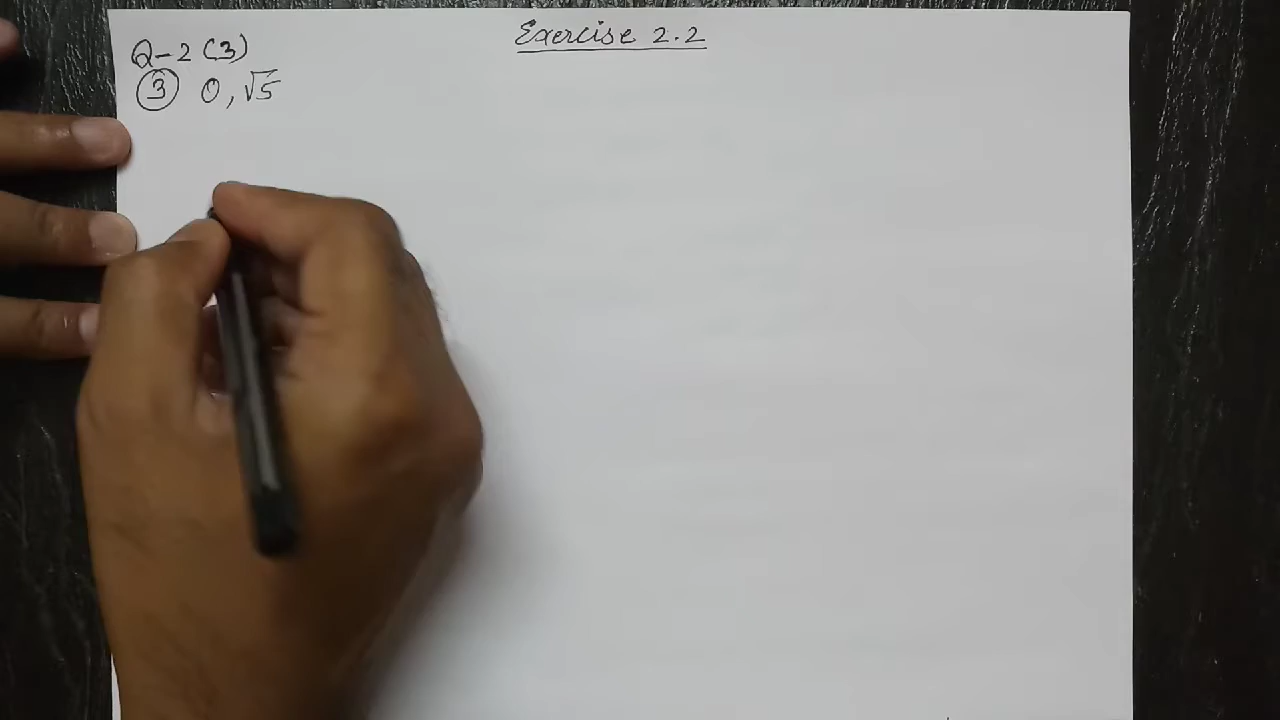 Exercise 2.2
Q-2 (3)
③ 0, √5